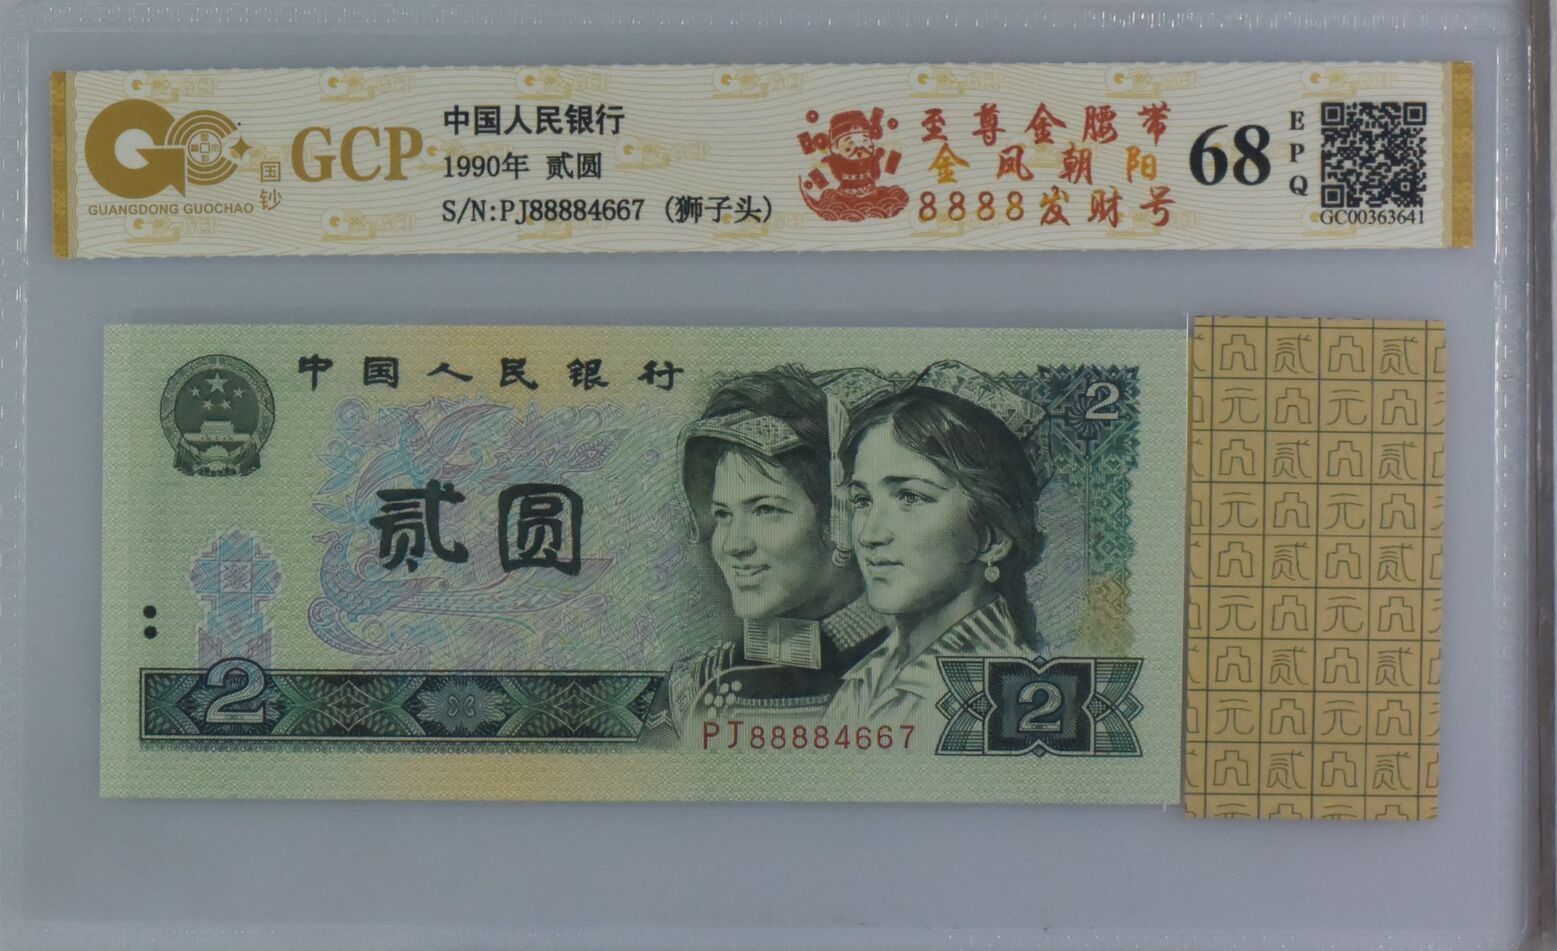 GUANGDONG GUOCHAO
国钞
GCP
中国人民银行
1990年 贰圆
S/N:PJ88884667 (狮子头)
至尊金腰带
金凤朝阳
8888发财号
68
EPQ
GC00363641
中国人民银行
贰圆
2
2
2
PJ88884667